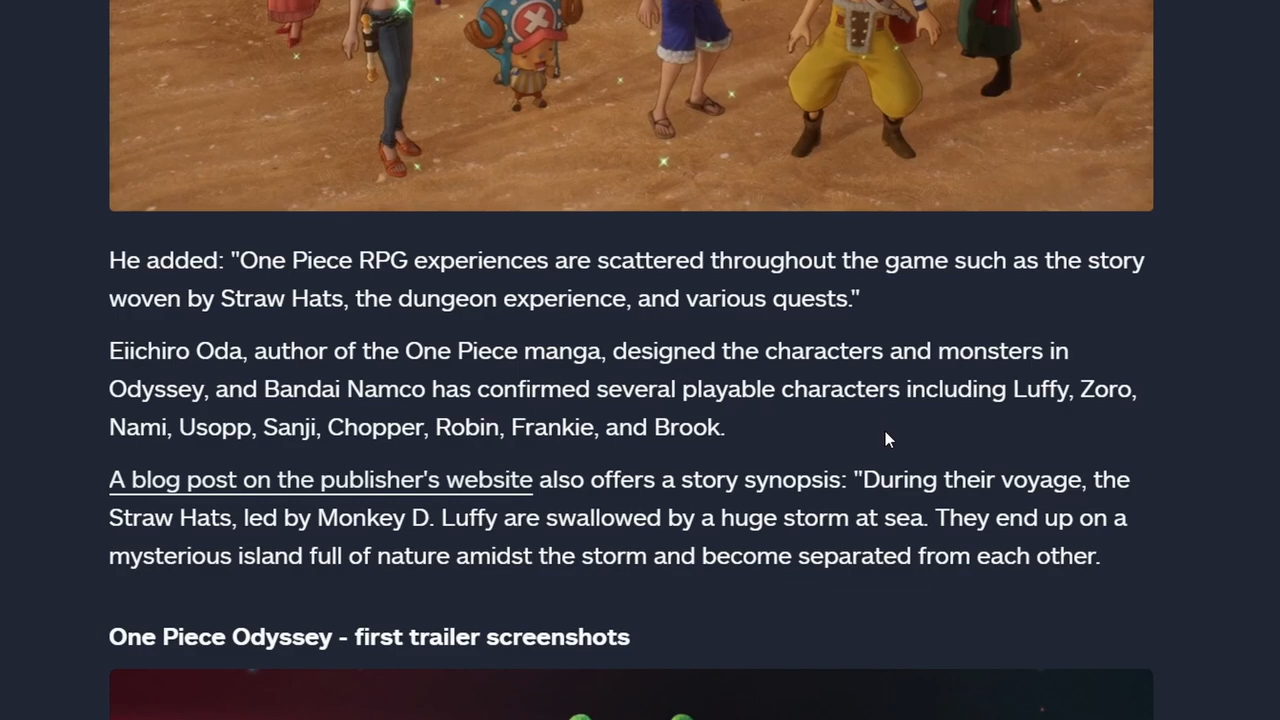 He added: "One Piece RPG experiences are scattered throughout the game such as the story
woven by Straw Hats, the dungeon experience, and various quests."
Eiichiro Oda, author of the One Piece manga, designed the characters and monsters in
Odyssey, and Bandai Namco has confirmed several playable characters including Luffy, Zoro,
Nami, Usopp, Sanji, Chopper, Robin, Frankie, and Brook.
A blog post on the publisher's website also offers a story synopsis: "During their voyage, the
Straw Hats, led by Monkey D. Luffy are swallowed by a huge storm at sea. They end up on a
mysterious island full of nature amidst the storm and become separated from each other.
One Piece Odyssey - first trailer screenshots